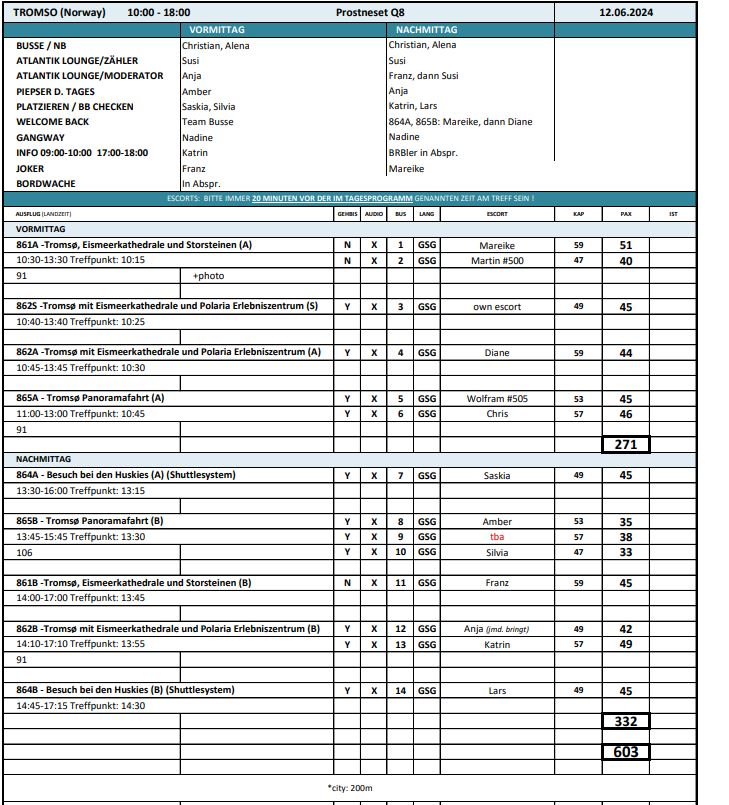 TROMSO (Norway) 10:00 - 18:00 Prostneset Q8 12.06.2024
VORMITTAG NACHMITTAG
BUSSE / NB Christian, Alena Christian, Alena
ATLANTIK LOUNGE/ZÄHLER Susi Susi
ATLANTIK LOUNGE/MODERATOR Anja Franz, dann Susi
PIEPSER D. TAGES Amber Anja
PLATZIEREN / BB CHECKEN Saskia, Silvia Katrin, Lars
WELCOME BACK Team Busse 864A, 865B: Mareike, dann Diane
GANGWAY Nadine Nadine
INFO 09:00-10:00 17:00-18:00 Katrin BRBler in Abspr.
JOKER Franz Mareike
BORDWACHE In Abspr.
ESCORTS: BITTE IMMER 20 MINUTEN VOR DER IM TAGESPROGRAMM GENANNTEN ZEIT AM TREFF SEIN !
AUSFLUG (LANDZEIT) GEHBIS AUDIO BUS LANG ESCORT KAP PAX IST
VORMITTAG
861A -Tromsø, Eismeerkathedrale und Storsteinen (A) N X 1 GSG Mareike 59 51
10:30-13:30 Treffpunkt: 10:15 N X 2 GSG Martin #500 47 40
91 +photo
862S -Tromsø mit Eismeerkathedrale und Polaria Erlebniszentrum (S) Y X 3 GSG own escort 49 45
10:40-13:40 Treffpunkt: 10:25
862A -Tromsø mit Eismeerkathedrale und Polaria Erlebniszentrum (A) Y X 4 GSG Diane 59 44
10:45-13:45 Treffpunkt: 10:30
865A - Tromsø Panoramafahrt (A) Y X 5 GSG Wolfram #505 53 45
11:00-13:00 Treffpunkt: 10:45 Y X 6 GSG Chris 57 46
91
271
NACHMITTAG
864A - Besuch bei den Huskies (A) (Shuttlesystem) Y X 7 GSG Saskia 49 45
13:30-16:00 Treffpunkt: 13:15
865B - Tromsø Panoramafahrt (B) Y X 8 GSG Amber 53 35
13:45-15:45 Treffpunkt: 13:30 Y X 9 GSG tba 57 38
106 Y X 10 GSG Silvia 47 33
861B -Tromsø, Eismeerkathedrale und Storsteinen (B) N X 11 GSG Franz 59 45
14:00-17:00 Treffpunkt: 13:45
862B -Tromsø mit Eismeerkathedrale und Polaria Erlebniszentrum (B) Y X 12 GSG Anja (jmd. bringt) 49 42
14:10-17:10 Treffpunkt: 13:55 Y X 13 GSG Katrin 57 49
91
864B - Besuch bei den Huskies (B) (Shuttlesystem) Y X 14 GSG Lars 49 45
14:45-17:15 Treffpunkt: 14:30
332
603
*city: 200m